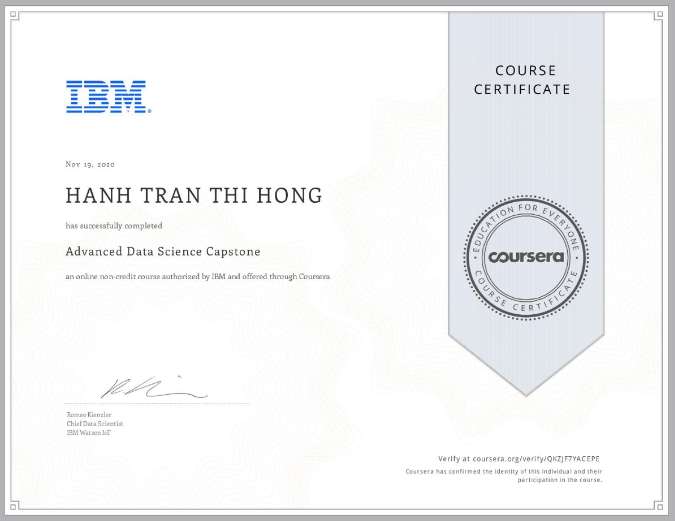 COURSE
CERTIFICATE
IBM®
Nov 19, 2020
HANH TRAN THI HONG
has successfully completed
Advanced Data Science Capstone
an online non-credit course authorized by IBM and offered through Coursera
EDUCATION FOR EVERYONE
coursera
COURSE CERTIFICATE
Romeo Kienzler
Chief Data Scientist
IBM Watson IoT
Verify at coursera.org/verify/QKZJF7YACEPE
Coursera has confirmed the identity of this individual and their
participation in the course.